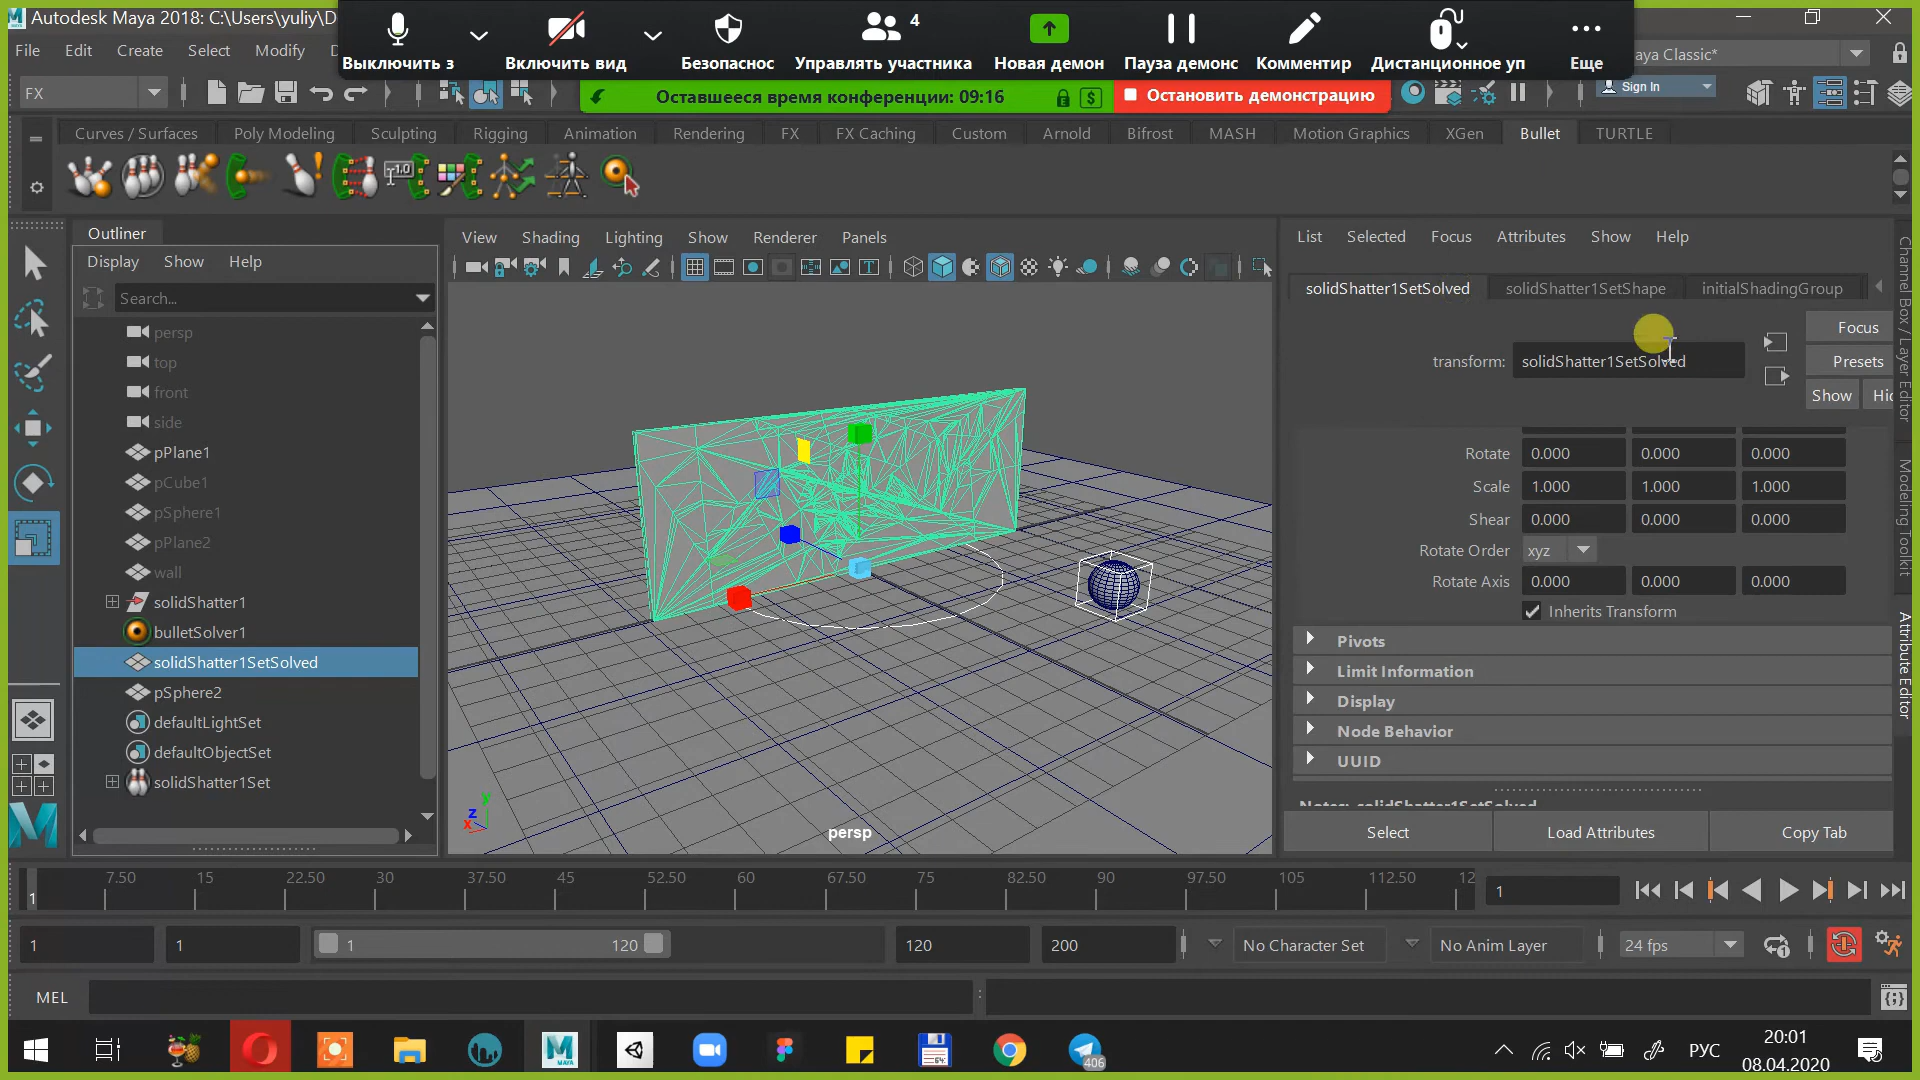 Autodesk Maya 2018: C:\Users\yuliy\D
4
Выключить з
Включить вид
Безопаснос
Управлять участника
Новая демон
Пауза демонс
Комментир
Дистанционное уп
Еще
File Edit Create Select Modify
aya Classic*
FX
Оставшееся время конференции: 09:16
Остановить демонстрацию
Sign In
Curves / Surfaces Poly Modeling Sculpting Rigging Animation Rendering FX FX Caching Custom Arnold Bifrost MASH Motion Graphics XGen Bullet TURTLE
1.0
Outliner
Display Show Help
Search...
persp
top
front
side
pPlane1
pCube1
pSphere1
pPlane2
wall
solidShatter1
bulletSolver1
solidShatter1SetSolved
pSphere2
defaultLightSet
defaultObjectSet
solidShatter1Set
View Shading Lighting Show Renderer Panels
y
z
x
persp
List Selected Focus Attributes Show Help
solidShatter1SetSolved solidShatter1SetShape initialShadingGroup
transform: solidShatter1SetSolved
Focus
Presets
Show Hi
Rotate 0.000 0.000 0.000
Scale 1.000 1.000 1.000
Shear 0.000 0.000 0.000
Rotate Order xyz
Rotate Axis 0.000 0.000 0.000
Inherits Transform
Pivots
Limit Information
Display
Node Behavior
UUID
Notes: solidShatter1SetSolved
Select Load Attributes Copy Tab
Channel Box / Layer Editor
Modeling Toolkit
Attribute Editor
1 7.50 15 22.50 30 37.50 45 52.50 60 67.50 75 82.50 90 97.50 105 112.50 12
1
1 1 1 120 120 200 No Character Set No Anim Layer 24 fps
MEL
MAYA
64
406
РУС
20:01
08.04.2020